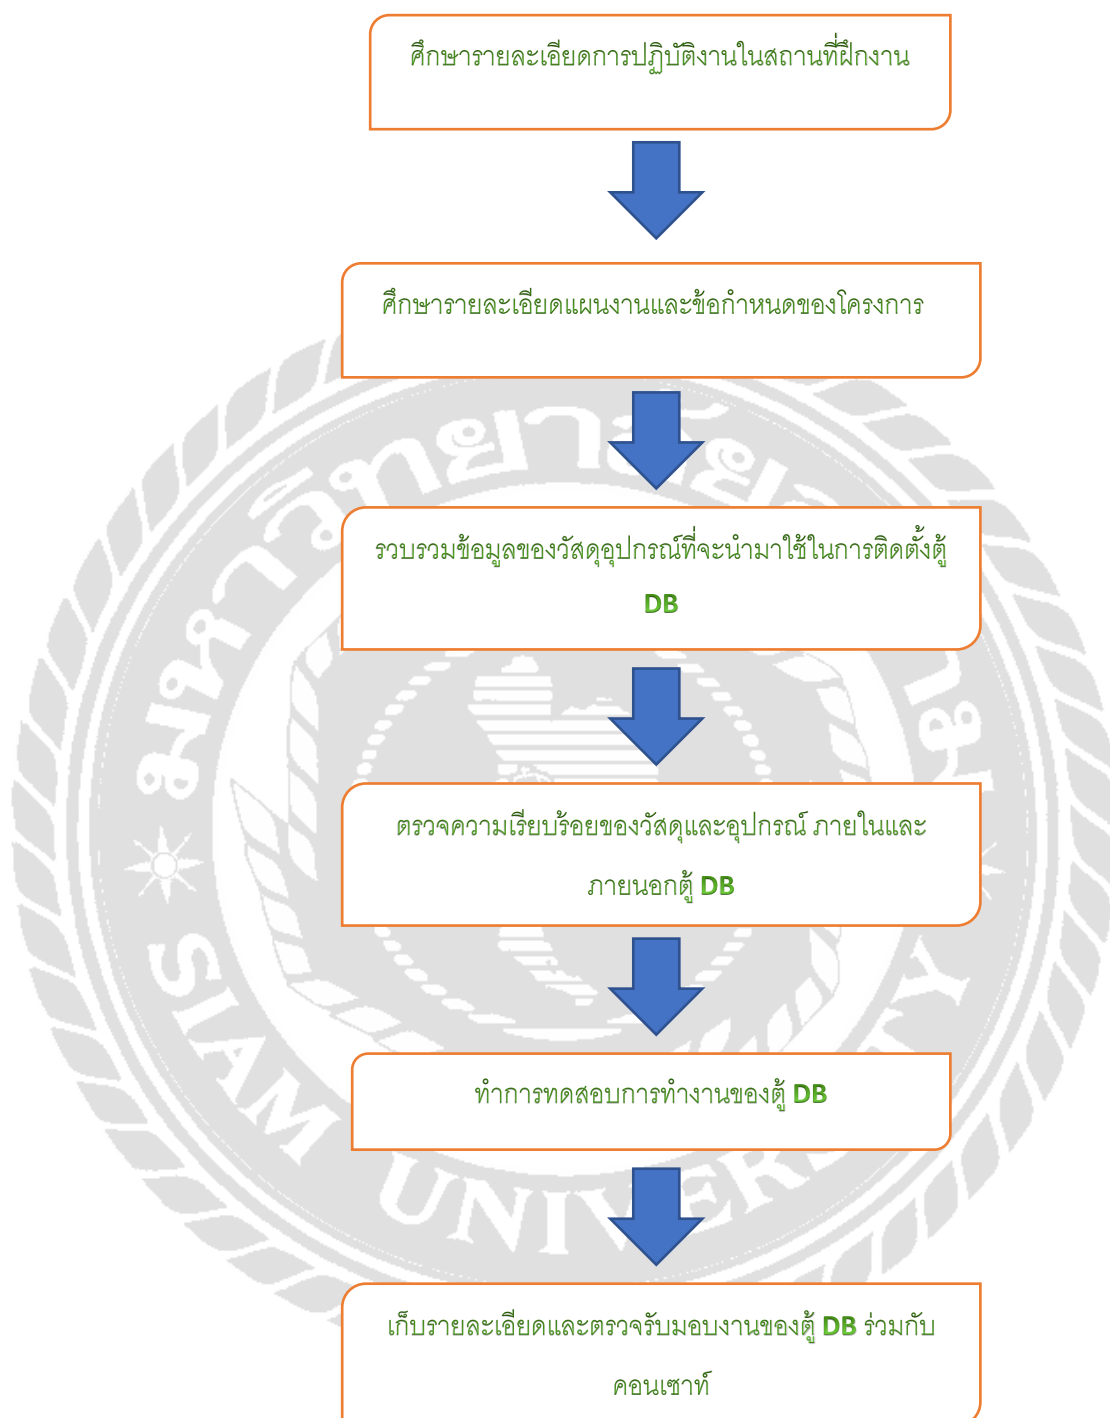 ศึกษารายละเอียดการปฏิบัติงานในสถานที่ฝึกงาน
ศึกษารายละเอียดแผนงานและข้อกำหนดของโครงการ
รวบรวมข้อมูลของวัสดุอุปกรณ์ที่จะนำมาใช้ในการติดตั้งตู้
DB
ตรวจความเรียบร้อยของวัสดุและอุปกรณ์ ภายในและ
ภายนอกตู้ DB
ทำการทดสอบการทำงานของตู้ DB
เก็บรายละเอียดและตรวจรับมอบงานของตู้ DB ร่วมกับ
คอนเซาท์
มหาวิทยาลัย
SIAM UNIVERSITY